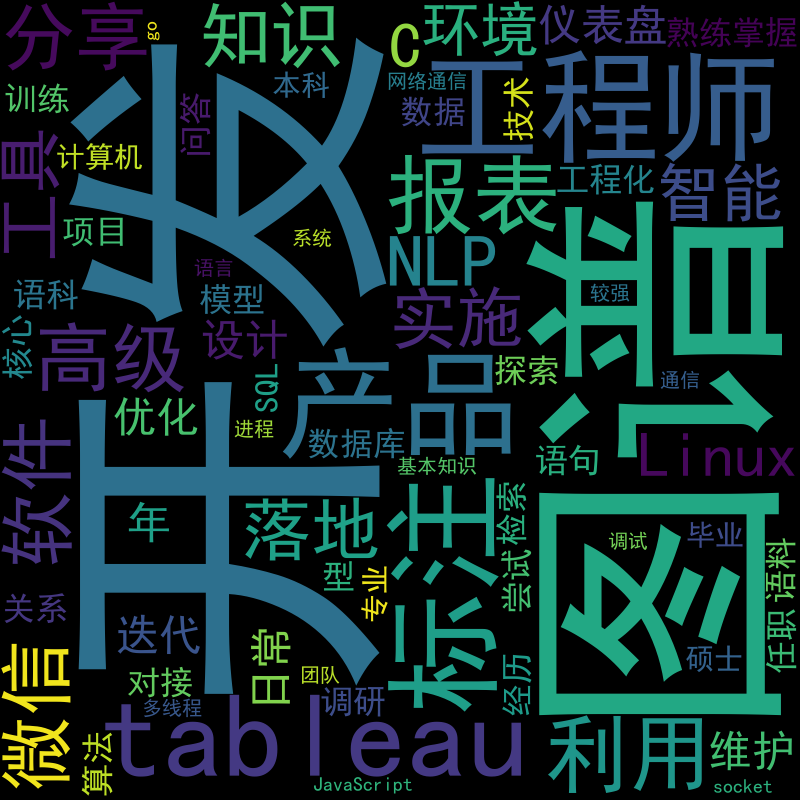 分享
go
知识
C
环境
仪表盘
熟练掌握
训练
问答
本科
网络通信
数据
技术
工程师
计算机
工具
开发
报表
工程化
智能
项目
系统
NLP
图谱
语言
语科
模型
实施
较强
核心
高级
设计
SQL
产品
探索
通信
优化
进程
数据库
基本知识
语句
Linux
软件
年
落地
标注
检索
调试
毕业
语料
型
专业
尝试
关系
迭代
日常
任职
硕士
微信
对接
团队
经历
多线程
调研
tableau
利用
维护
算法
JavaScript
socket